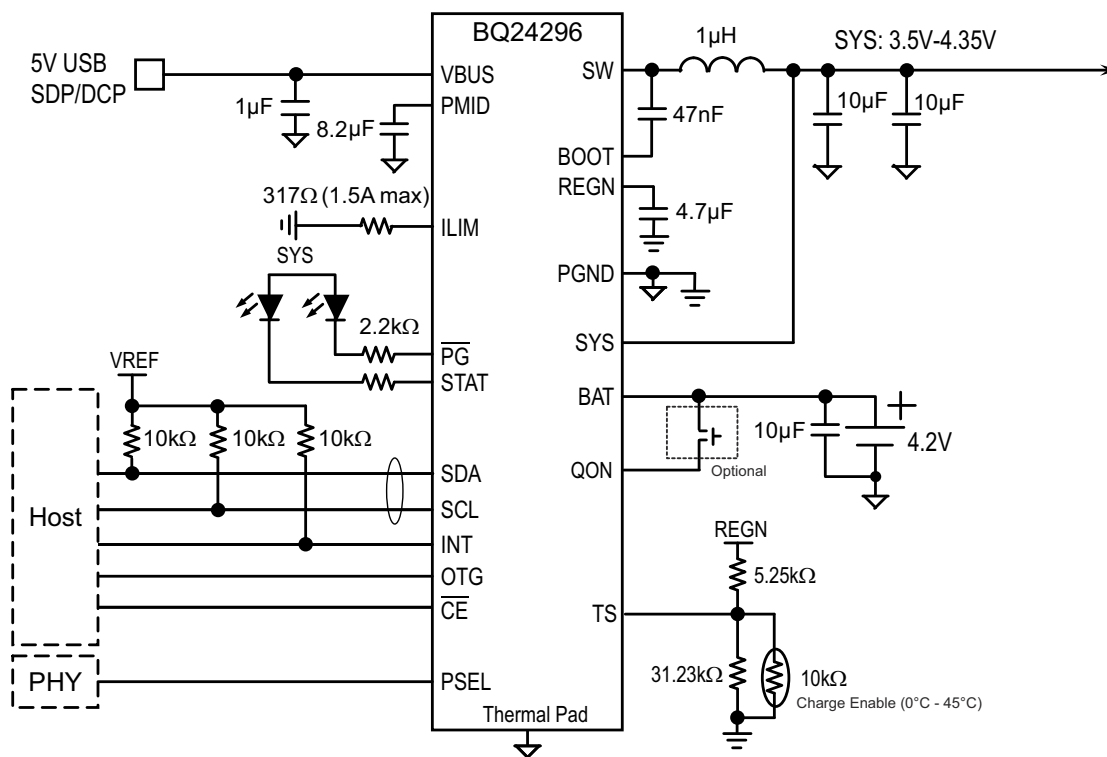 BQ24296
5V USB
SDP/DCP
1µF
VBUS
PMID
8.2µF
317Ω (1.5A max)
ILIM
SYS
2.2kΩ
PG
STAT
VREF
10kΩ
10kΩ
10kΩ
Host
SDA
SCL
INT
OTG
CE
PHY
PSEL
Thermal Pad
SW
1µH
SYS: 3.5V-4.35V
47nF
10µF
10µF
BOOT
REGN
4.7µF
PGND
SYS
BAT
10µF
4.2V
QON
Optional
REGN
5.25kΩ
TS
31.23kΩ
10kΩ
Charge Enable (0°C - 45°C)